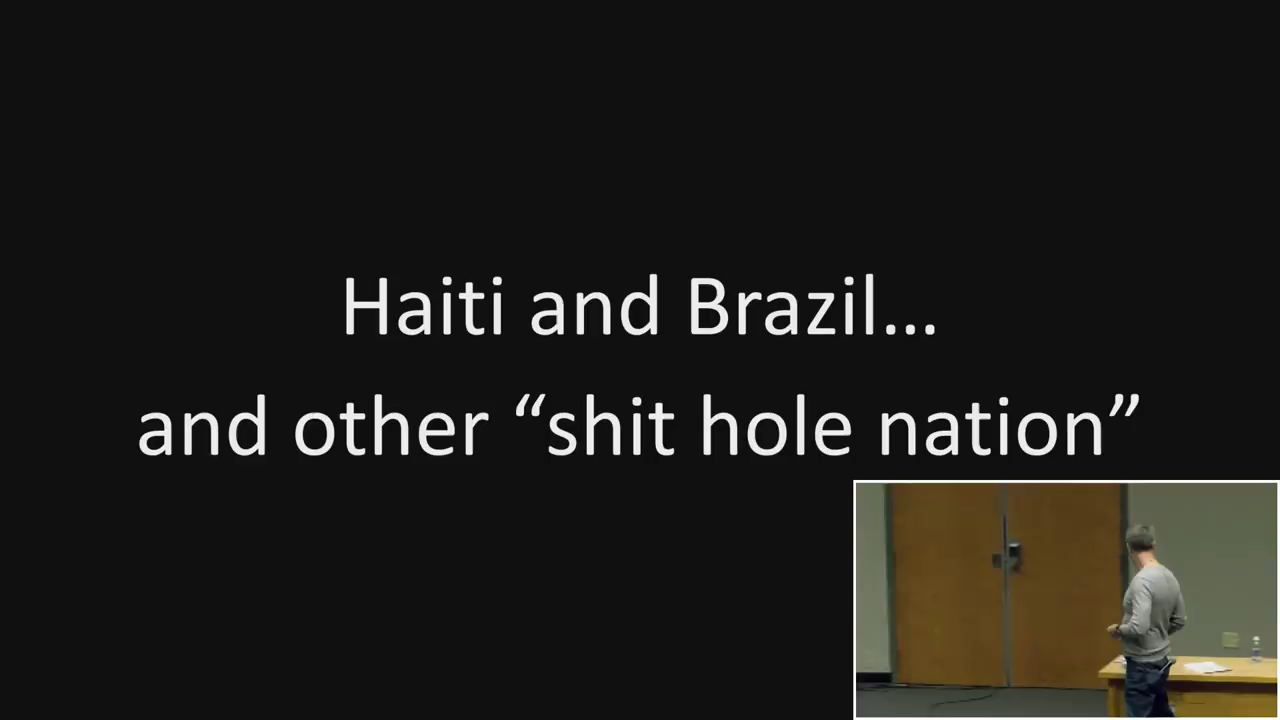 Haiti and Brazil…
and other “shit hole nation”